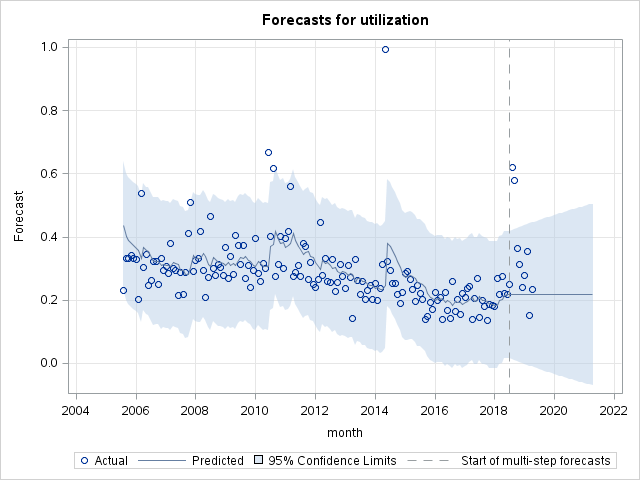 Forecasts for utilization
1.0
0.8
0.6
0.4
0.2
0.0
Forecast
2004 2006 2008 2010 2012 2014 2016 2018 2020 2022
month
Actual Predicted 95% Confidence Limits Start of multi-step forecasts